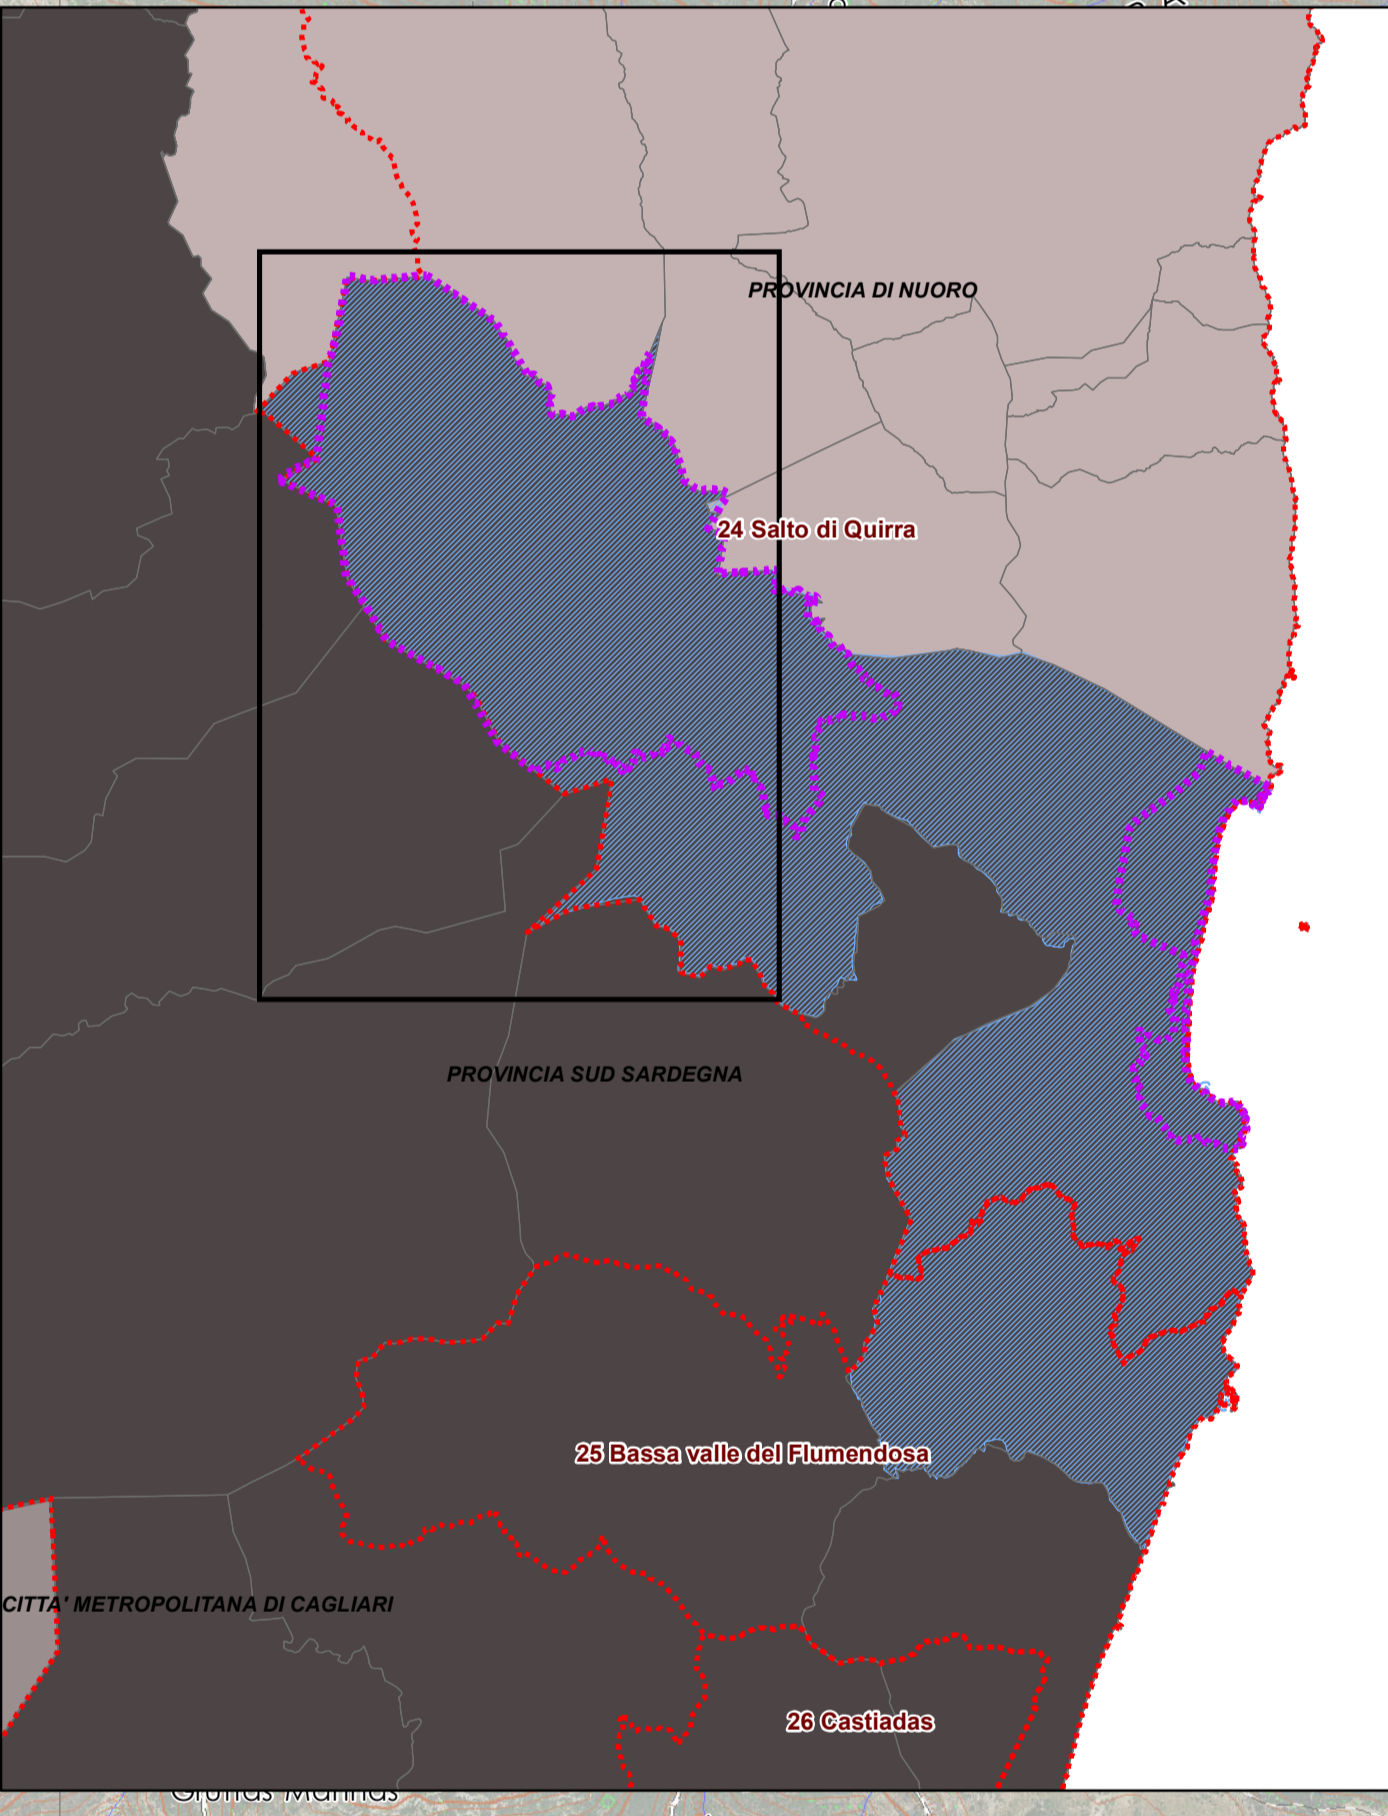 PROVINCIA DI NUORO
24 Salto di Quirra
PROVINCIA SUD SARDEGNA
25 Bassa valle del Flumendosa
CITTA' METROPOLITANA DI CAGLIARI
26 Castiadas